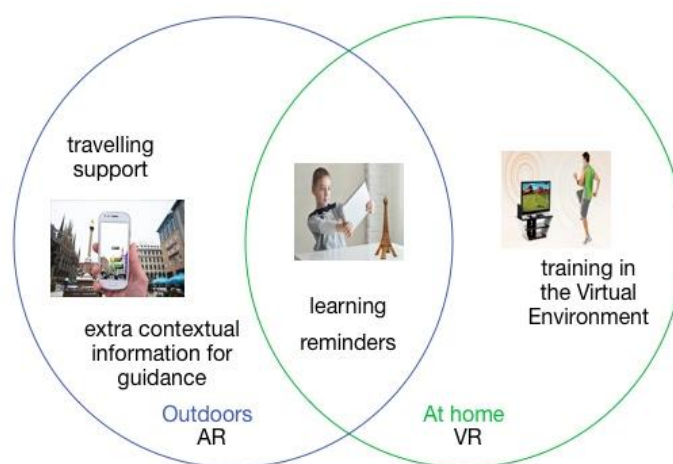 travelling
support
extra contextual
information for
guidance
Outdoors
AR
learning
reminders
training in
the Virtual
Environment
At home
VR